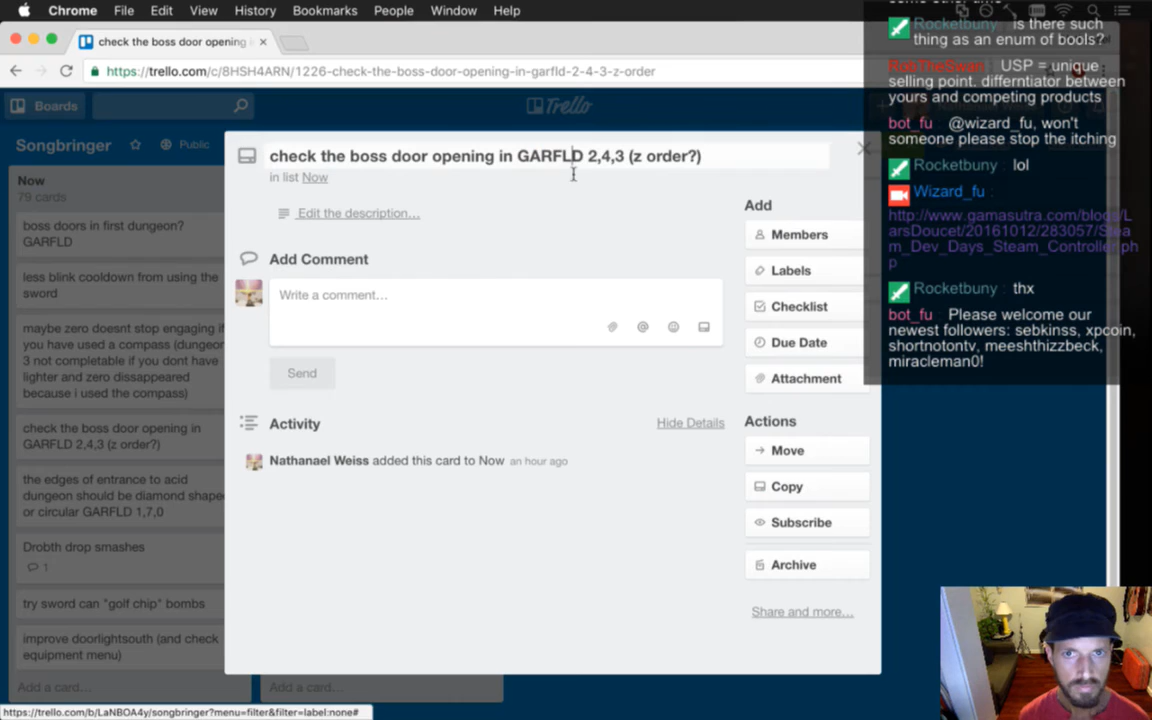 Chrome File Edit View History Bookmarks People Window Help
check the boss door opening
https://trello.com/c/8HSH4ARN/1226-check-the-boss-door-opening-in-garfld-2-4-3-z-order
Boards
Trello
Songbringer
Public
Now
79 cards
boss doors in first dungeon?
GARFLD
less blink cooldown from using the
sword
maybe zero doesnt stop engaging if
you have used a compass (dungeon
3 not completable if you dont have
lighter and zero dissappeared
because i used the compass)
check the boss door opening in
GARFLD 2,4,3 (z order?)
the edges of entrance to acid
dungeon should be diamond shape
or circular GARFLD 1,7,0
Drobth drop smashes
1
try sword can "golf chip" bombs
improve doorlightsouth (and check
equipment menu)
Add a card...
Add a card...
https://trello.com/b/LaNBOA4y/songbringer?menu=filter&filter=label:none#
check the boss door opening in GARFLD 2,4,3 (z order?)
in list Now
Edit the description...
Add Comment
Write a comment...
Send
Activity
Hide Details
Nathanael Weiss added this card to Now an hour ago
Add
Members
Labels
Checklist
Due Date
Attachment
Actions
Move
Copy
Subscribe
Archive
Share and more...
Rocketbuny : is there such
thing as an enum of bools?
RobTheSwan : USP = unique
selling point. differntiator between
yours and competing products
bot_fu @wizard_fu, won't
someone please stop the itching
Rocketbuny : lol
Wizard_fu :
http://www.gamasutra.com/blogs/L
arsDoucet/20161012/283057/Stea
m_Dev_Days_Steam_Controller.ph
p
Rocketbuny : thx
bot_fu Please welcome our
newest followers: sebkinss, xpcoin,
shortnotontv, meeshthizzbeck,
miracleman0!